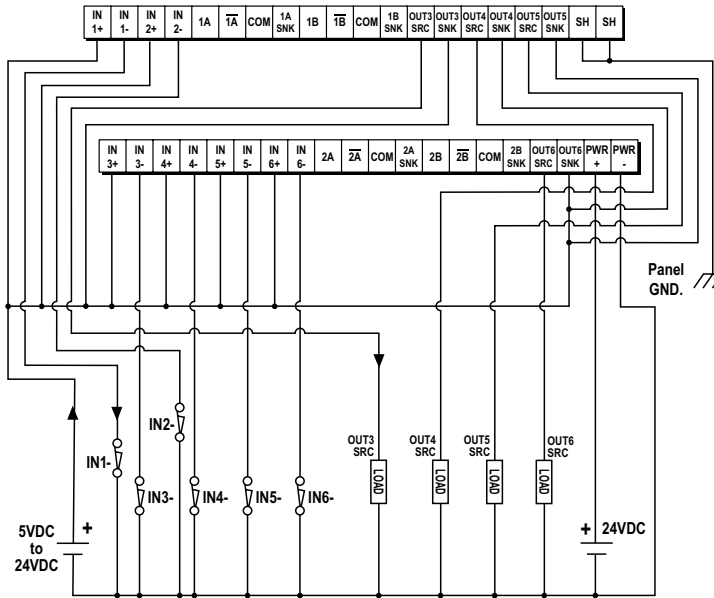 IN 1+ IN 1- IN 2+ IN 2- 1A 1A COM 1A SNK 1B 1B COM 1B SNK OUT3 SRC OUT3 SNK OUT4 SRC OUT4 SNK OUT5 SRC OUT5 SNK SH SH
IN 3+ IN 3- IN 4+ IN 4- IN 5+ IN 5- IN 6+ IN 6- 2A 2A COM 2A SNK 2B 2B COM 2B SNK OUT6 SRC OUT6 SNK PWR + PWR -
Panel
GND.
IN2-
IN1-
IN3-
IN4-
IN5-
IN6-
OUT3
SRC
OUT4
SRC
OUT5
SRC
OUT6
SRC
LOAD
LOAD
LOAD
LOAD
5VDC
to
24VDC
+
+ 24VDC